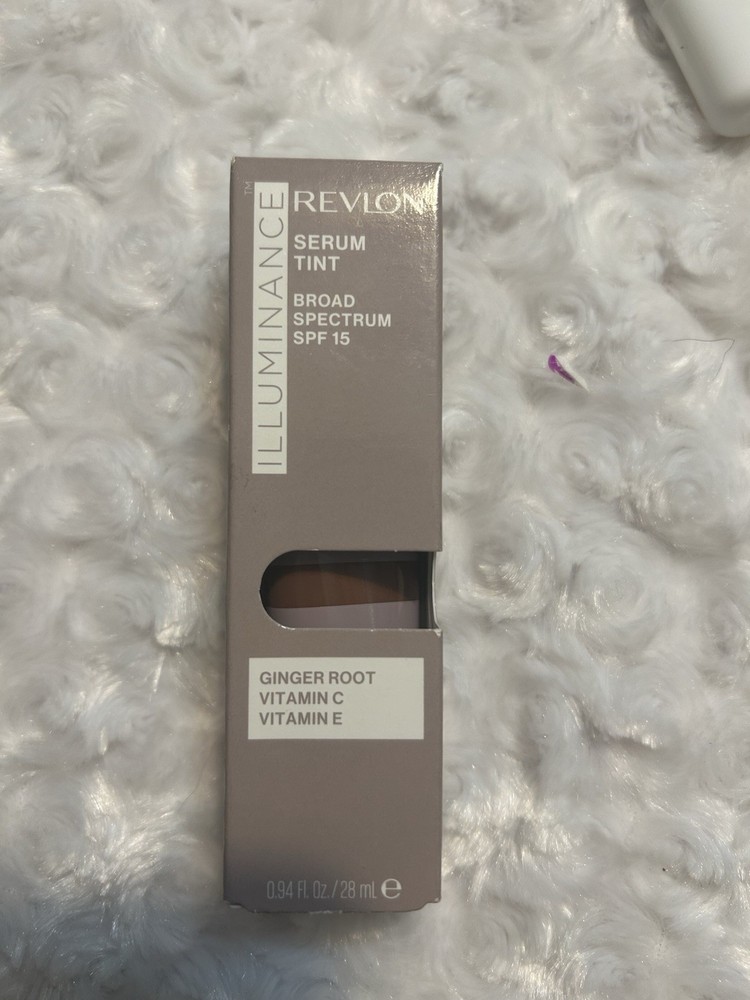 ILLUMINANCE™
REVLON
SERUM
TINT
BROAD
SPECTRUM
SPF 15
GINGER ROOT
VITAMIN C
VITAMIN E
0.94 Fl. Oz./28 mL ℮